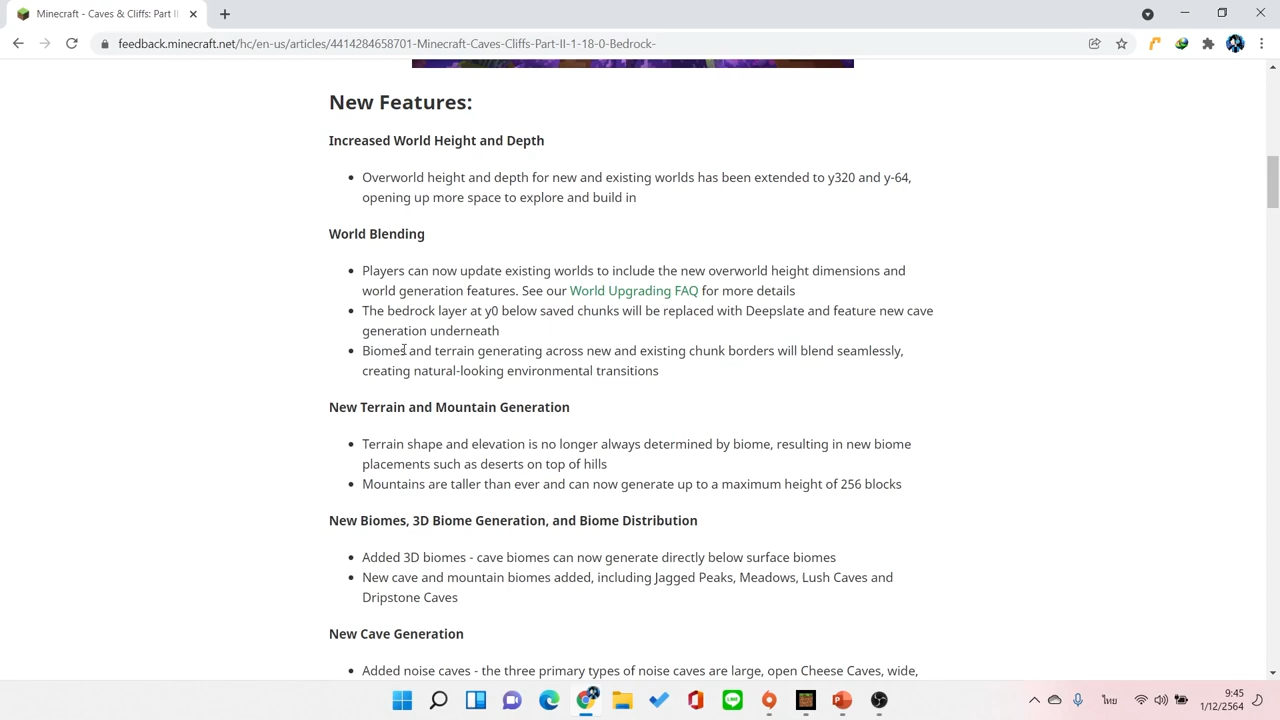 Minecraft - Caves & Cliffs: Part II
feedback.minecraft.net/hc/en-us/articles/4414284658701-Minecraft-Caves-Cliffs-Part-II-1-18-0-Bedrock-
New Features:
Increased World Height and Depth
• Overworld height and depth for new and existing worlds has been extended to y320 and y-64,
opening up more space to explore and build in
World Blending
• Players can now update existing worlds to include the new overworld height dimensions and
world generation features. See our World Upgrading FAQ for more details
• The bedrock layer at y0 below saved chunks will be replaced with Deepslate and feature new cave
generation underneath
• Biomes and terrain generating across new and existing chunk borders will blend seamlessly,
creating natural-looking environmental transitions
New Terrain and Mountain Generation
• Terrain shape and elevation is no longer always determined by biome, resulting in new biome
placements such as deserts on top of hills
• Mountains are taller than ever and can now generate up to a maximum height of 256 blocks
New Biomes, 3D Biome Generation, and Biome Distribution
• Added 3D biomes - cave biomes can now generate directly below surface biomes
• New cave and mountain biomes added, including Jagged Peaks, Meadows, Lush Caves and
Dripstone Caves
New Cave Generation
• Added noise caves - the three primary types of noise caves are large, open Cheese Caves, wide,
LINE
ไทย
9:45
1/12/2564